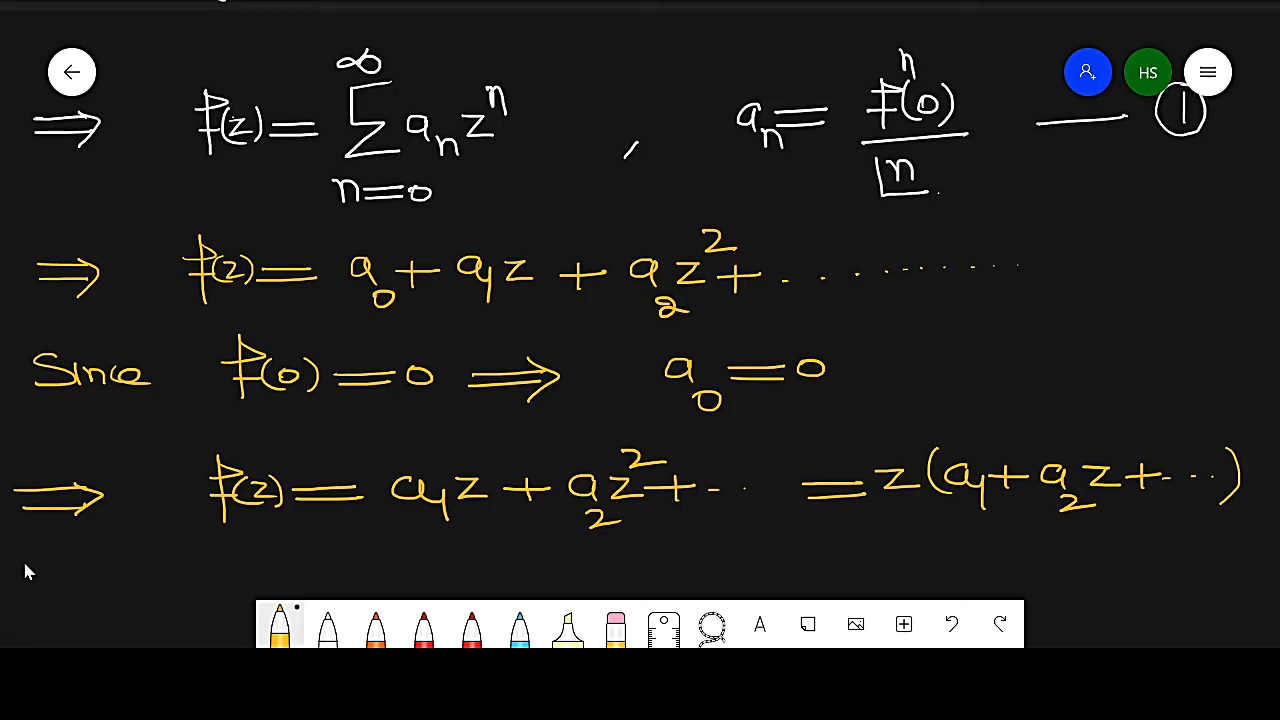 HS
⇒ f(z) = ∑_{n=0}^{∞} a_n z^n , a_n = f^n(0) / |n — ①
⇒ f(z) = a_0 + a_1 z + a_2 z^2 + ..........
Since f(0) = 0 ⟹ a_0 = 0
⟹ f(z) = a_1 z + a_2 z^2 + ... = z(a_1 + a_2 z + ...)
A